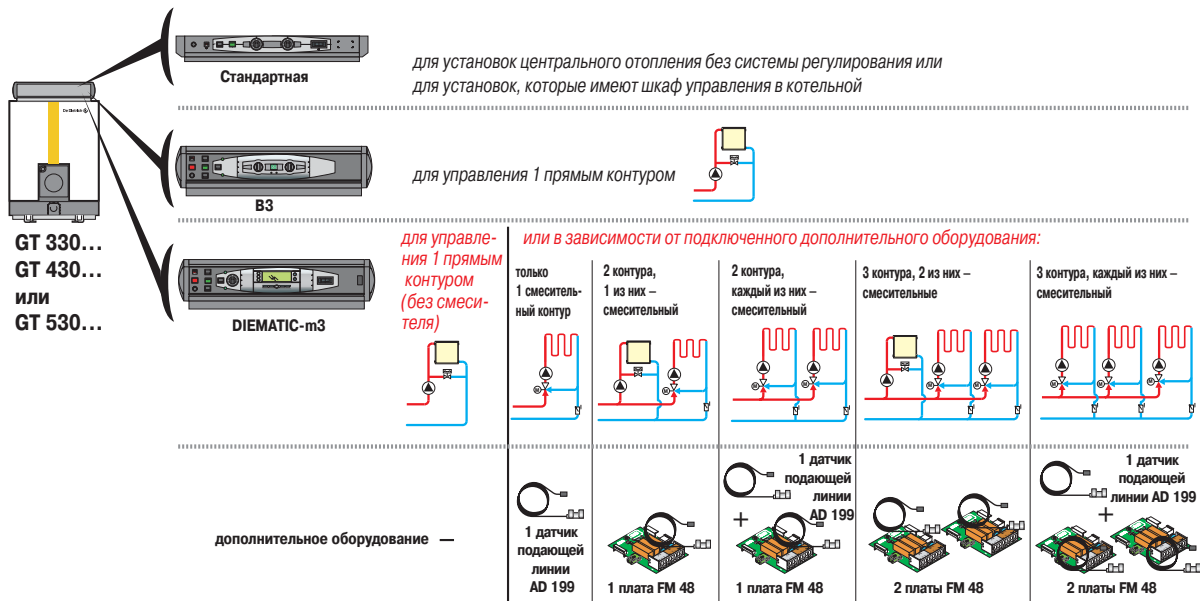 Стандартная
для установок центрального отопления без системы регулирования или
для установок, которые имеют шкаф управления в котельной
De Dietrich
B3
для управления 1 прямым контуром
GT 330...
GT 430...
или
GT 530...
DIEMATIC-m3
для управле-
ния 1 прямым
контуром
(без смеси-
теля)
или в зависимости от подключенного дополнительного оборудования:
только
1 смеситель-
ный контур
2 контура,
1 из них –
смесительный
2 контура,
каждый из них –
смесительный
3 контура, 2 из них –
смесительные
3 контура, каждый из них –
смесительный
M
M
M
M
M
M
M
M
M
дополнительное оборудование —
1 датчик
подающей
линии
AD 199
1 плата FM 48
1 датчик
подающей
линии
AD 199
+
1 плата FM 48
2 платы FM 48
1 датчик
подающей
линии AD 199
+
2 платы FM 48